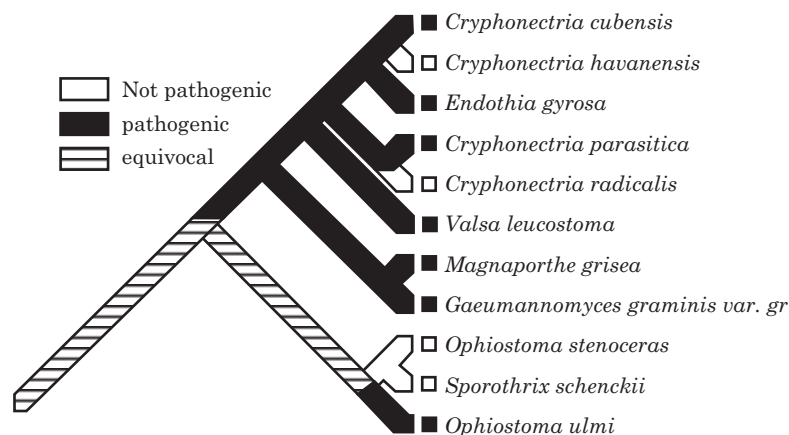 Not pathogenic
pathogenic
equivocal
Cryphonectria cubensis
Cryphonectria havanensis
Endothia gyrosa
Cryphonectria parasitica
Cryphonectria radicalis
Valsa leucostoma
Magnaporthe grisea
Gaeumannomyces graminis var. gr
Ophiostoma stenoceras
Sporothrix schenckii
Ophiostoma ulmi